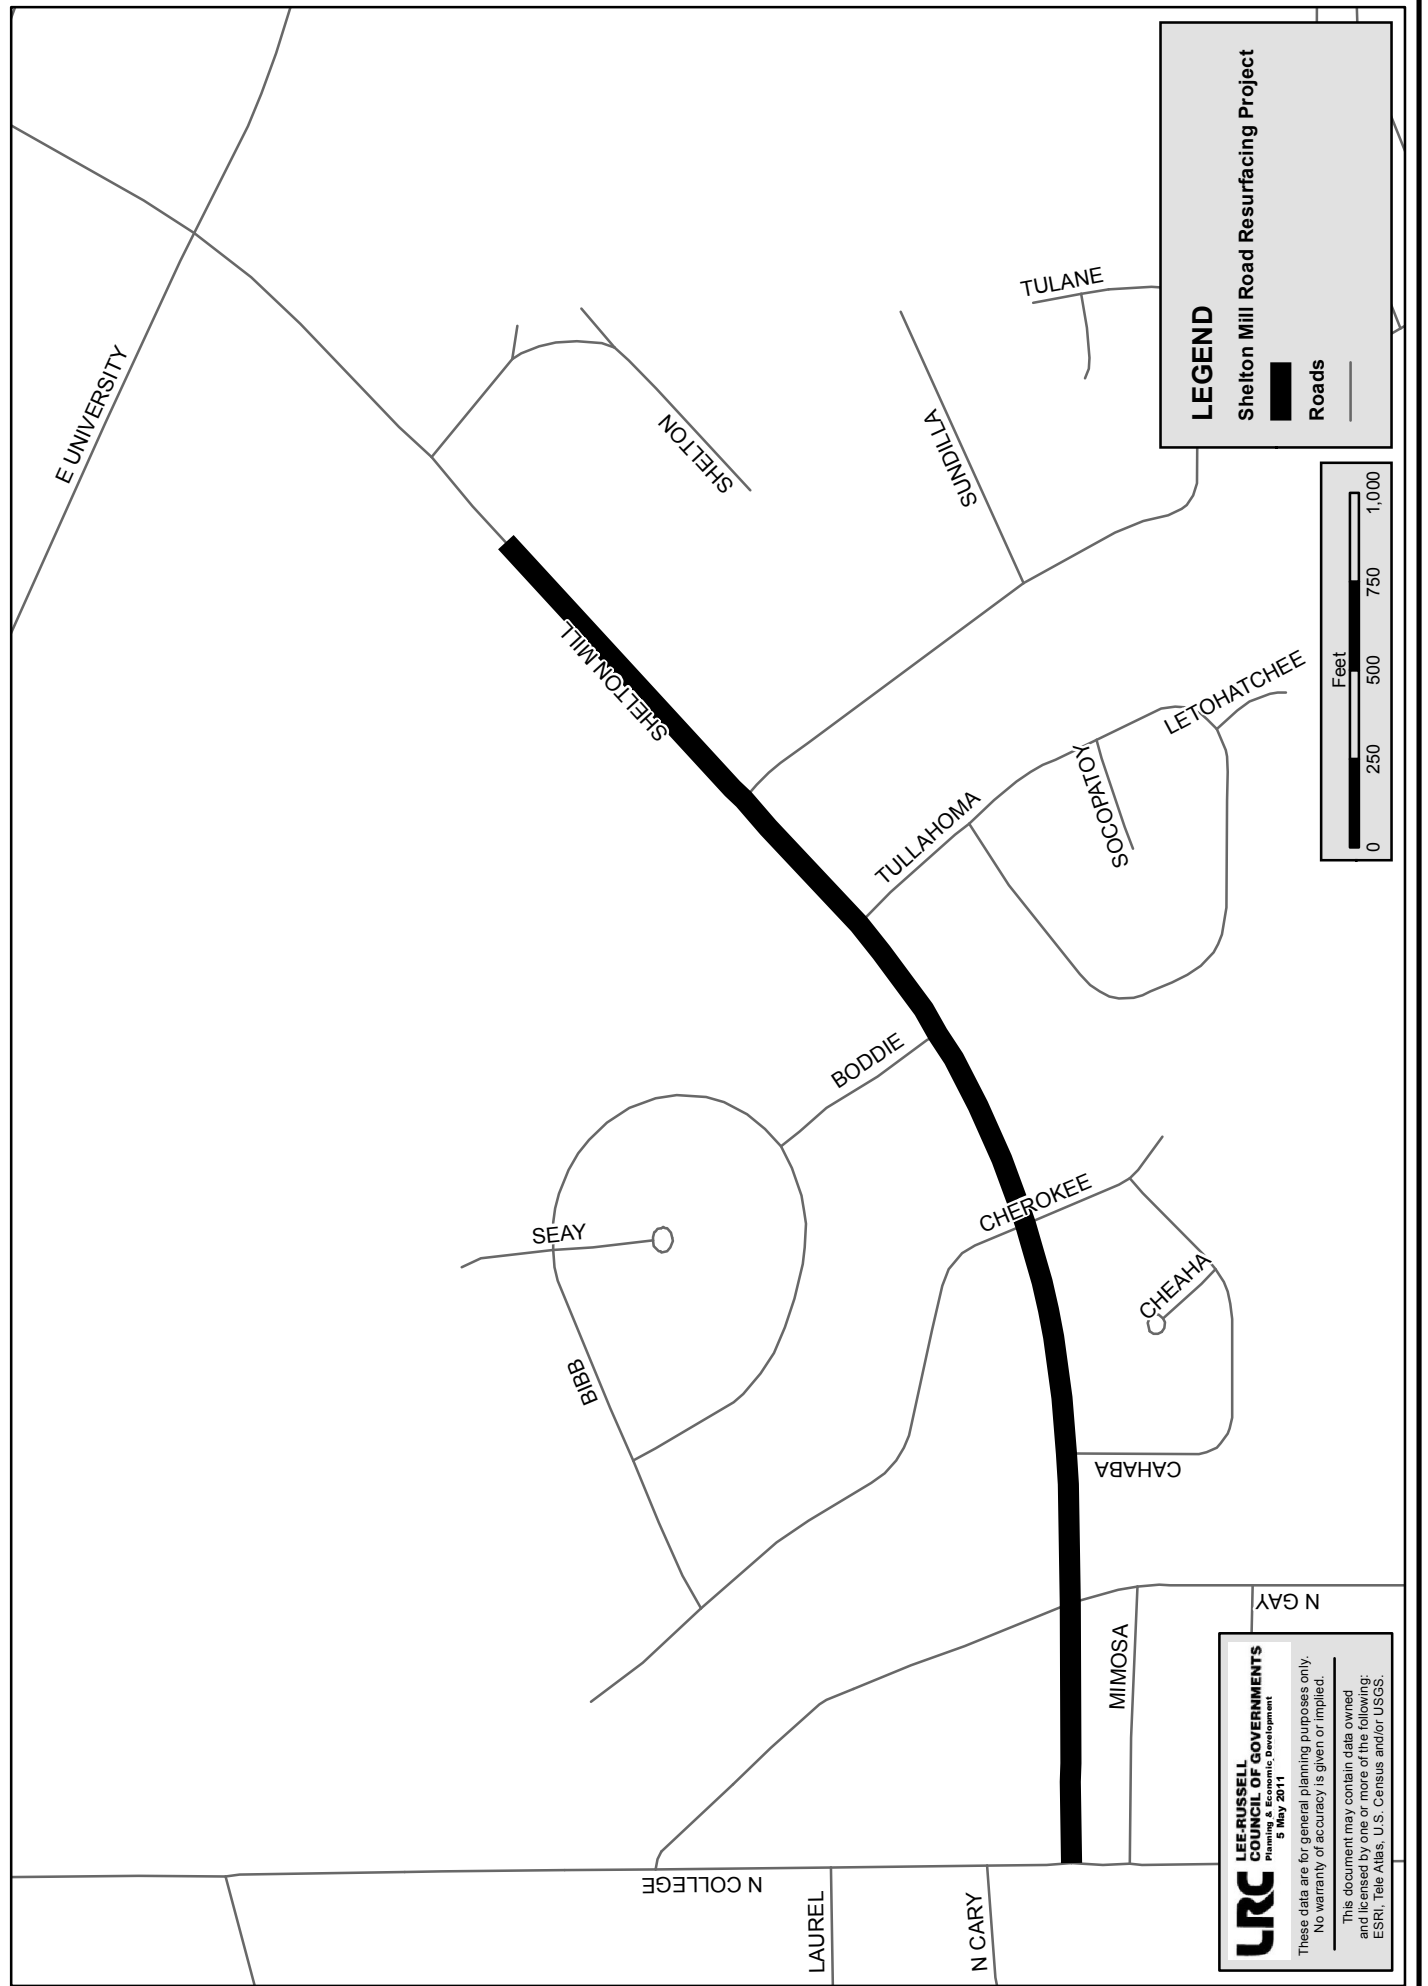 E UNIVERSITY
SHELTON
SHELTON MILL
SUNDILLA
TULANE
TULLAHOMA
SOCOPATOY
LETOHATCHEE
BODDIE
SEAY
BIBB
CHEROKEE
CHEAHA
CAHABA
N GAY
MIMOSA
N COLLEGE
LAUREL
N CARY
LEGEND
Shelton Mill Road Resurfacing Project
Roads
Feet
0 250 500 750 1,000
LRC
LEE-RUSSELL
COUNCIL OF GOVERNMENTS
Planning & Economic Development
5 May 2011
These data are for general planning purposes only.
No warranty of accuracy is given or implied.
This document may contain data owned
and licensed by one or more of the following:
ESRI, Tele Atlas, U.S. Census and/or USGS.